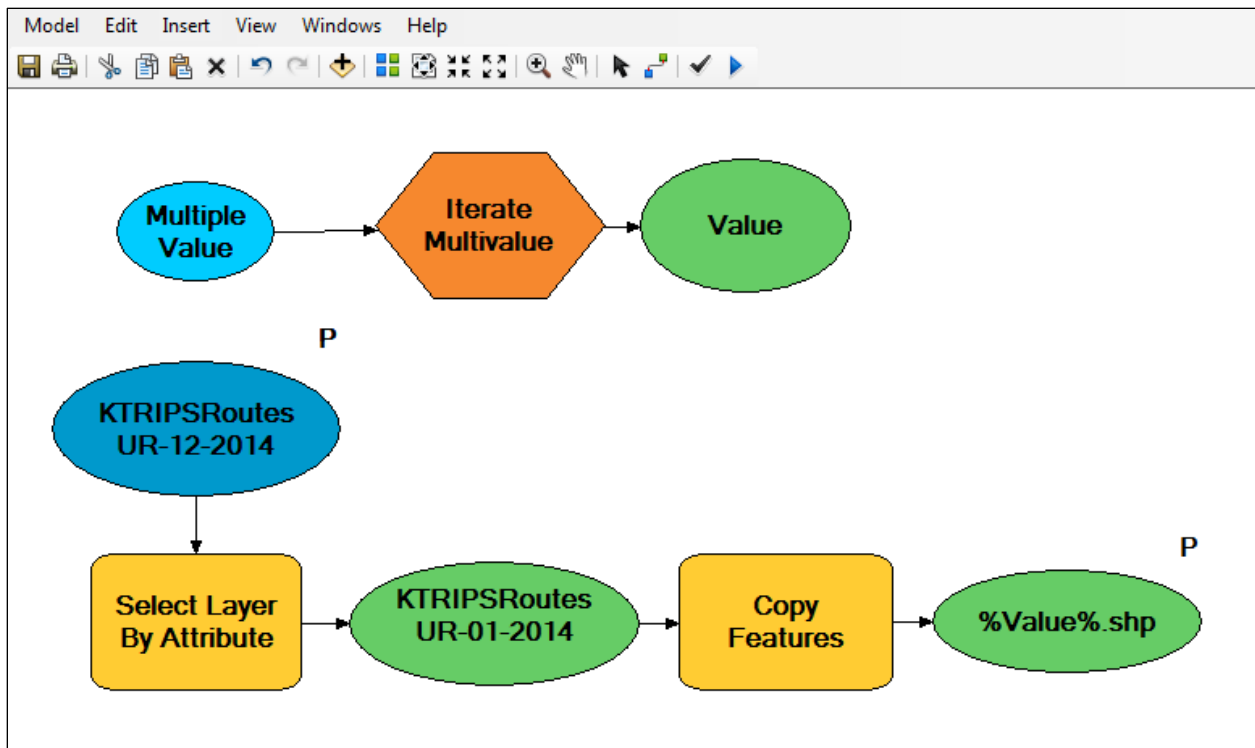 Model Edit Insert View Windows Help
Multiple
Value
Iterate
Multivalue
Value
P
KTRIPSRoutes
UR-12-2014
Select Layer
By Attribute
KTRIPSRoutes
UR-01-2014
Copy
Features
P
%Value%.shp